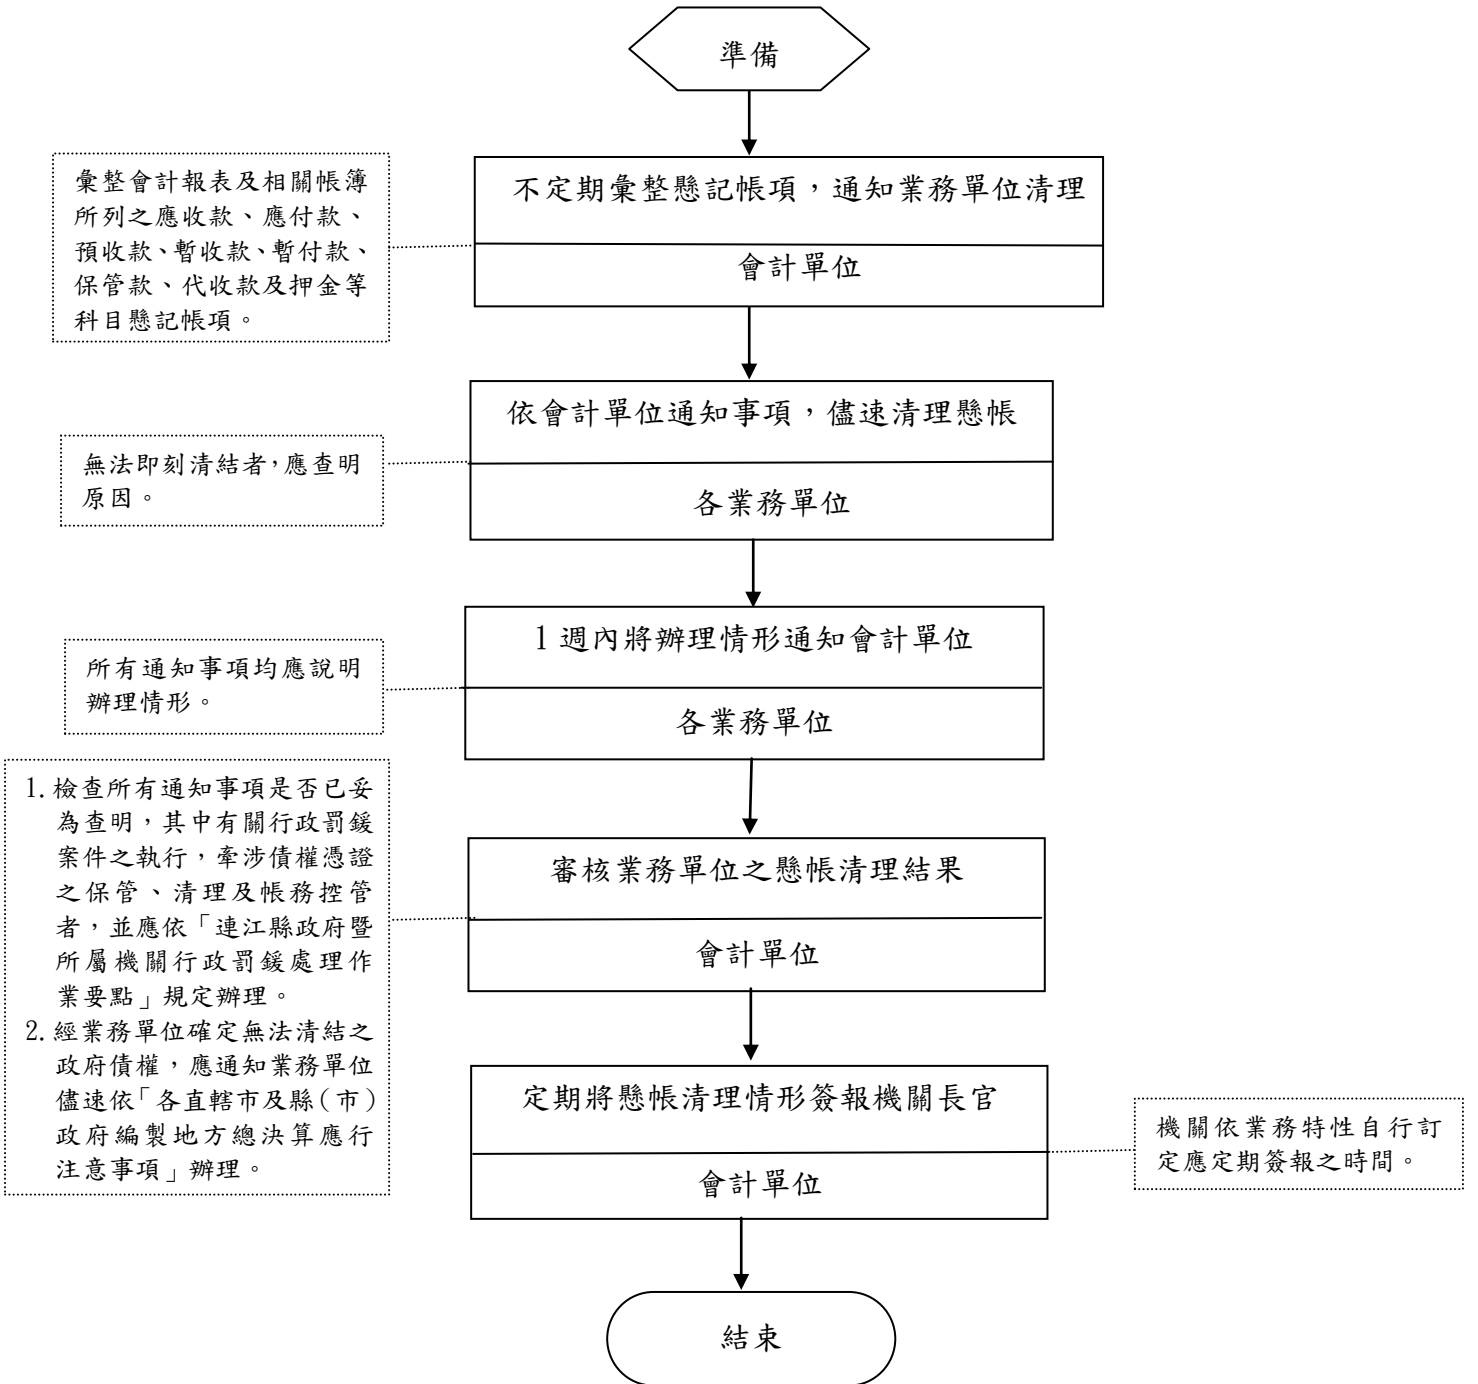 準備
彙整會計報表及相關帳簿
所列之應收款、應付款、
預收款、暫收款、暫付款、
保管款、代收款及押金等
科目懸記帳項。
不定期彙整懸記帳項，通知業務單位清理
會計單位
依會計單位通知事項，儘速清理懸帳
各業務單位
無法即刻清結者，應查明
原因。
1 週內將辦理情形通知會計單位
各業務單位
所有通知事項均應說明
辦理情形。
1. 檢查所有通知事項是否已妥
為查明，其中有關行政罰鍰
案件之執行，牽涉債權憑證
之保管、清理及帳務控管
者，並應依「連江縣政府暨
所屬機關行政罰鍰處理作
業要點」規定辦理。
2. 經業務單位確定無法清結之
政府債權，應通知業務單位
儘速依「各直轄市及縣（市）
政府編製地方總決算應行
注意事項」辦理。
審核業務單位之懸帳清理結果
會計單位
定期將懸帳清理情形簽報機關長官
會計單位
機關依業務特性自行訂
定應定期簽報之時間。
結束